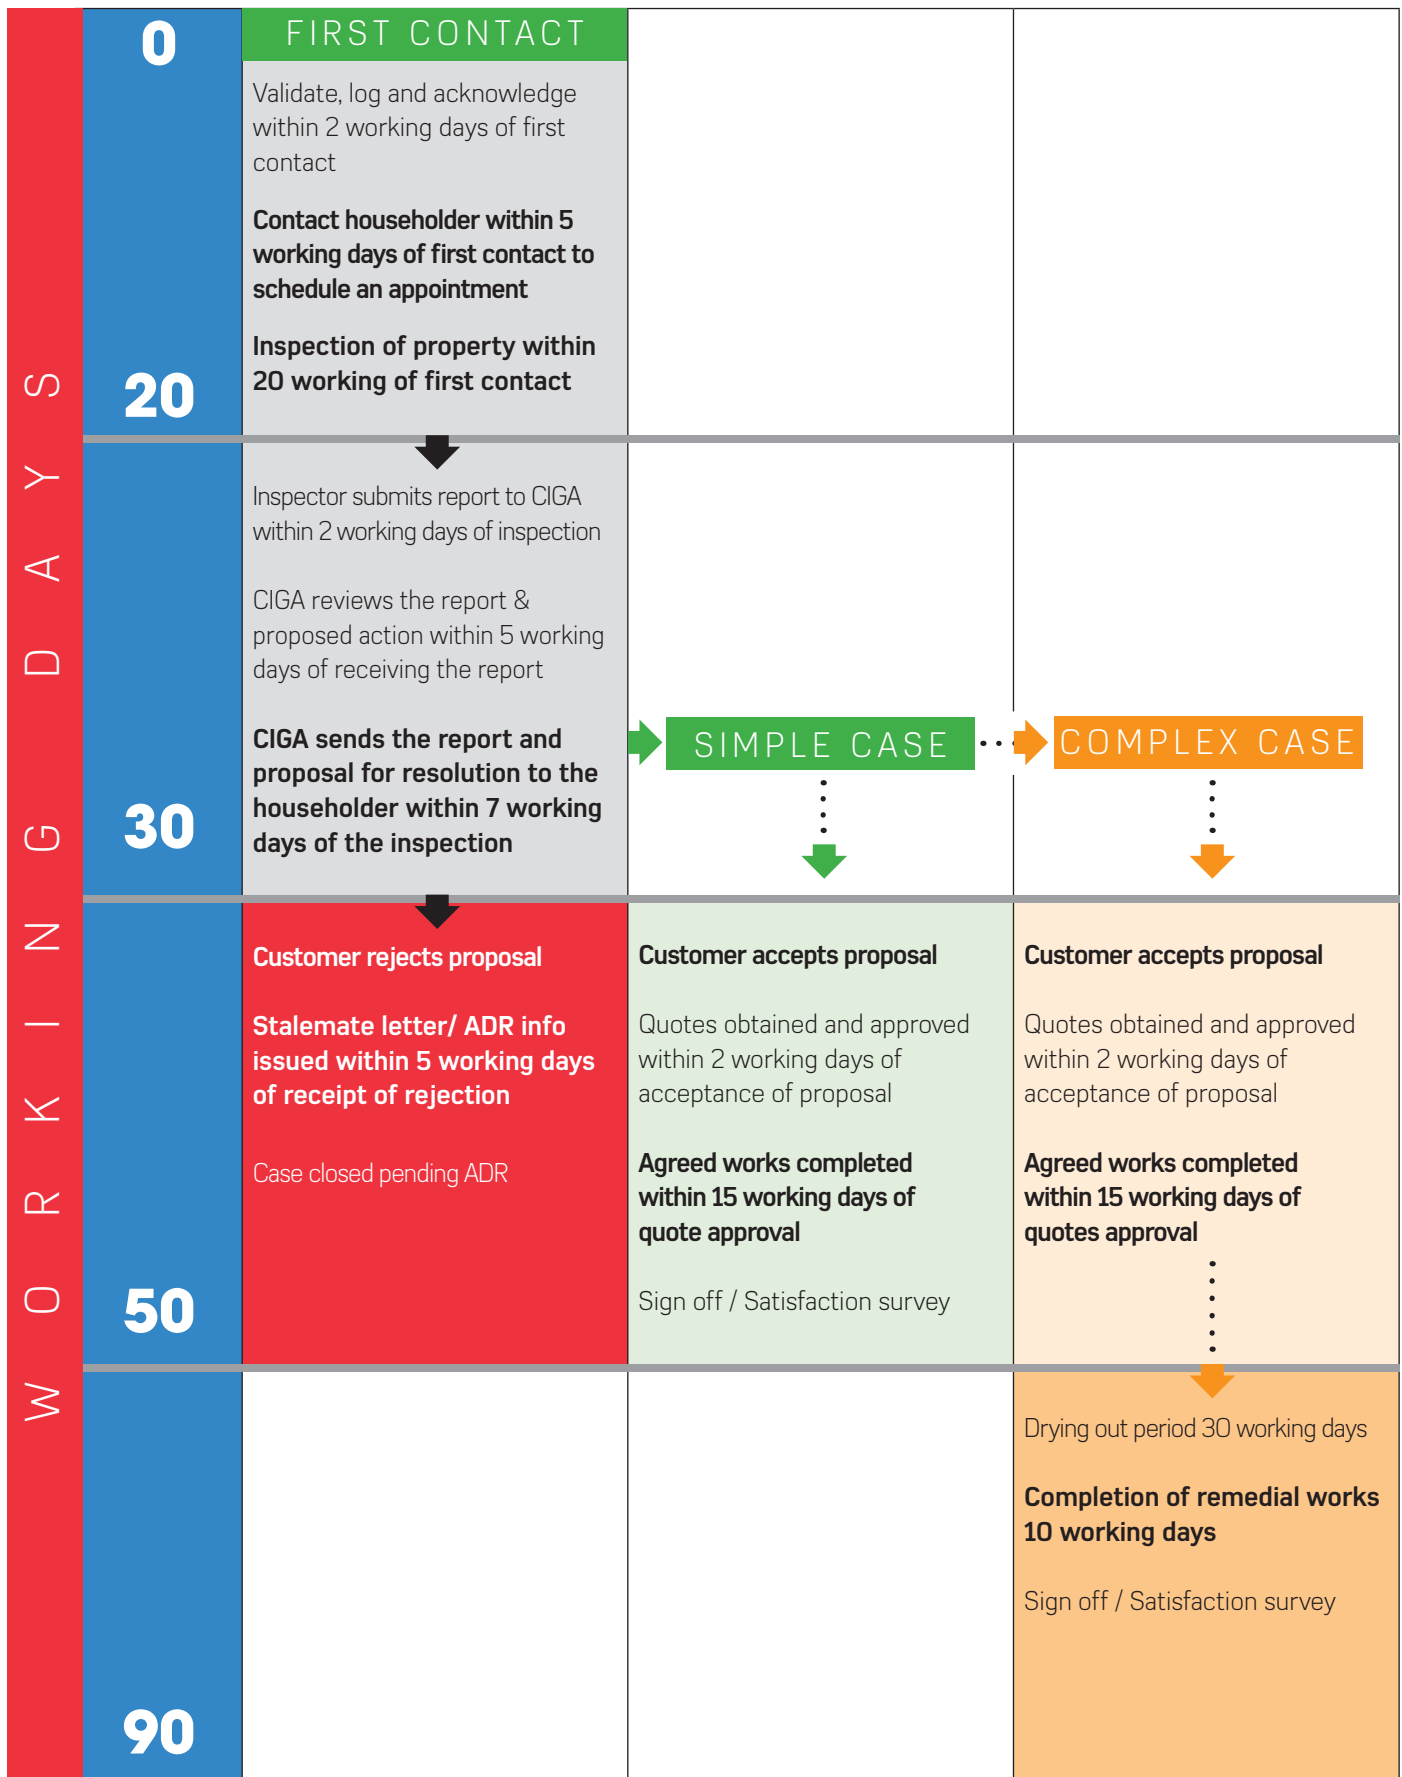 WORKING DAYS
0
FIRST CONTACT
Validate, log and acknowledge
within 2 working days of first
contact
Contact householder within 5
working days of first contact to
schedule an appointment
Inspection of property within
20 working of first contact
20
Inspector submits report to CIGA
within 2 working days of inspection
CIGA reviews the report &
proposed action within 5 working
days of receiving the report
CIGA sends the report and
proposal for resolution to the
householder within 7 working
days of the inspection
30
SIMPLE CASE
COMPLEX CASE
Customer rejects proposal
Stalemate letter/ ADR info
issued within 5 working days
of receipt of rejection
Case closed pending ADR
50
Customer accepts proposal
Quotes obtained and approved
within 2 working days of
acceptance of proposal
Agreed works completed
within 15 working days of
quote approval
Sign off / Satisfaction survey
Customer accepts proposal
Quotes obtained and approved
within 2 working days of
acceptance of proposal
Agreed works completed
within 15 working days of
quotes approval
Drying out period 30 working days
Completion of remedial works
10 working days
Sign off / Satisfaction survey
90